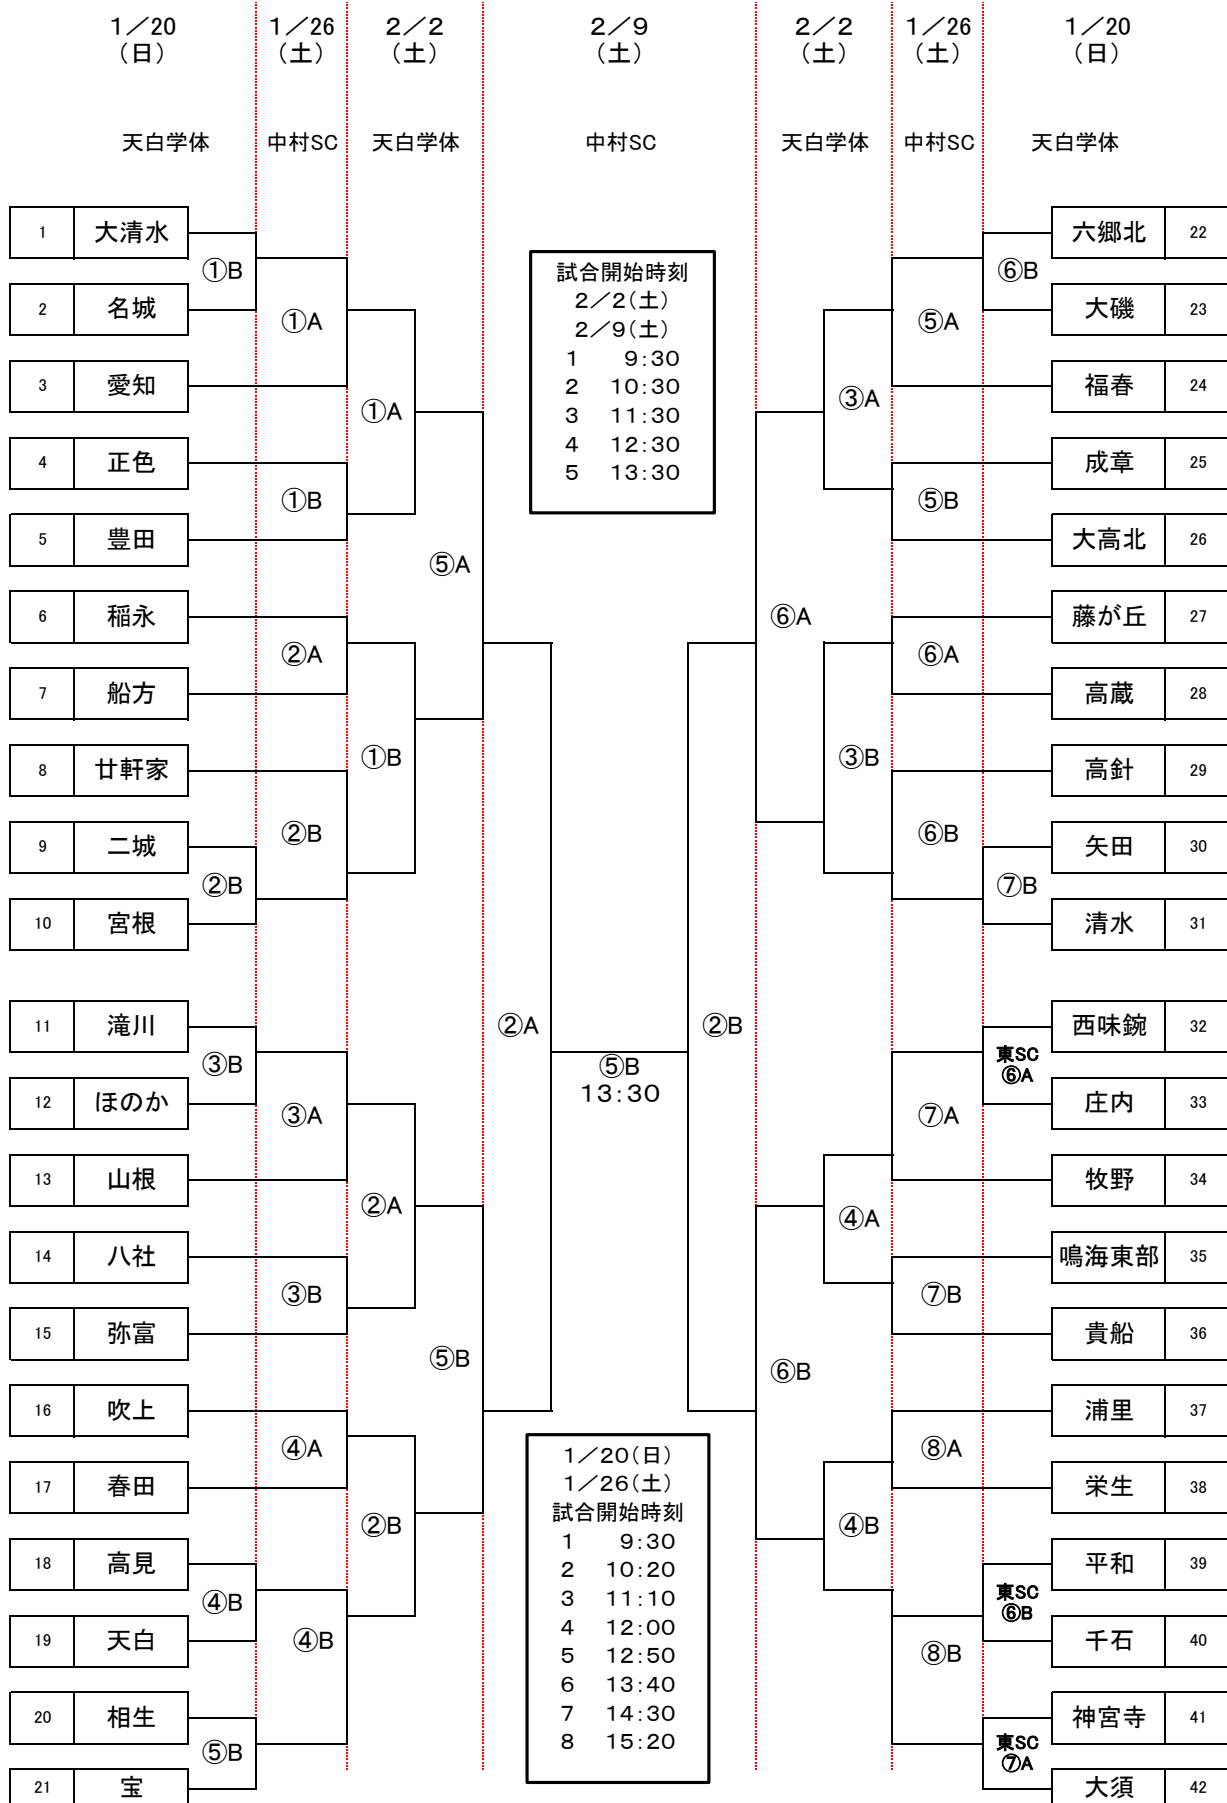 1／20 1／26 2／2 2／9 2／2 1／26 1／20
（日） （土） （土） （土） （土） （土） （日）
天白学体 中村SC 天白学体 中村SC 天白学体 中村SC 天白学体
1 大清水
2 名城
3 愛知
4 正色
5 豊田
6 稲永
7 船方
8 廿軒家
9 二城
10 宮根
11 滝川
12 ほのか
13 山根
14 八社
15 弥富
16 吹上
17 春田
18 高見
19 天白
20 相生
21 宝
①B
②B
③B
④B
⑤B
①A
①B
②A
②B
③A
③B
④A
④B
①A
①B
②A
②B
⑤A
⑤B
②A
試合開始時刻
2／2（土）
2／9（土）
1 9：30
2 10：30
3 11：30
4 12：30
5 13：30
⑤B
13：30
1／20（日）
1／26（土）
試合開始時刻
1 9：30
2 10：20
3 11：10
4 12：00
5 12：50
6 13：40
7 14：30
8 15：20
②B
⑥A
⑥B
③A
③B
④A
④B
⑤A
⑤B
⑥A
⑥B
⑦A
⑦B
⑧A
⑧B
⑥B
⑦B
東SC
⑥A
東SC
⑥B
東SC
⑦A
六郷北 22
大磯 23
福春 24
成章 25
大高北 26
藤が丘 27
高蔵 28
高針 29
矢田 30
清水 31
西味鋺 32
庄内 33
牧野 34
鳴海東部 35
貴船 36
浦里 37
栄生 38
平和 39
千石 40
神宮寺 41
大須 42